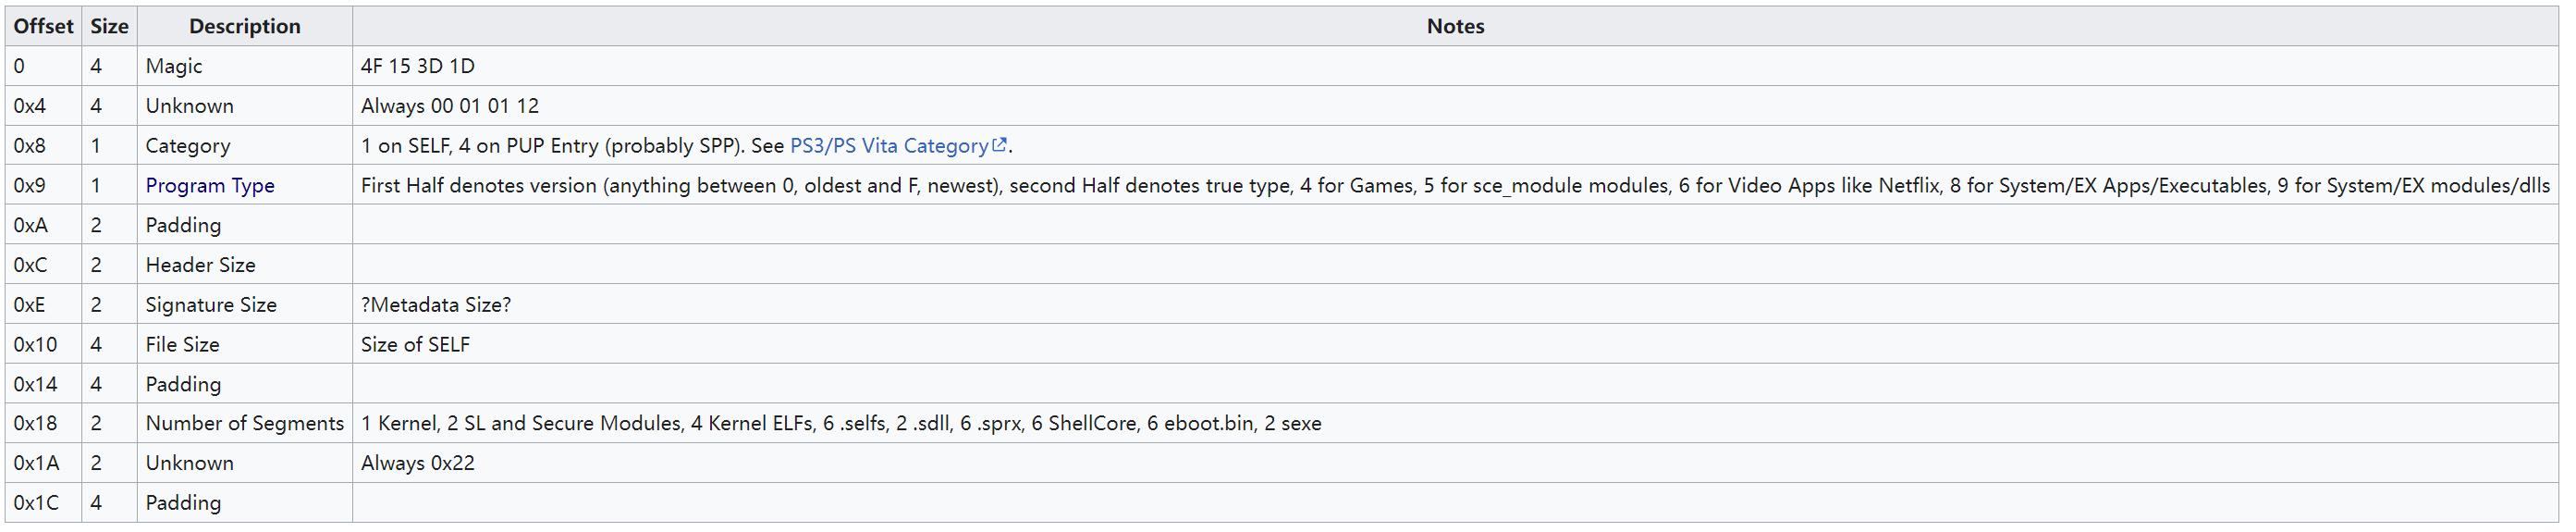 Offset Size Description Notes
0 4 Magic 4F 15 3D 1D
0x4 4 Unknown Always 00 01 01 12
0x8 1 Category 1 on SELF, 4 on PUP Entry (probably SPP). See PS3/PS Vita Category.
0x9 1 Program Type First Half denotes version (anything between 0, oldest and F, newest), second Half denotes true type, 4 for Games, 5 for sce_module modules, 6 for Video Apps like Netflix, 8 for System/EX Apps/Executables, 9 for System/EX modules/dlls
0xA 2 Padding
0xC 2 Header Size
0xE 2 Signature Size ?Metadata Size?
0x10 4 File Size Size of SELF
0x14 4 Padding
0x18 2 Number of Segments 1 Kernel, 2 SL and Secure Modules, 4 Kernel ELFs, 6 .selfs, 2 .sdll, 6 .sprx, 6 ShellCore, 6 eboot.bin, 2 sexe
0x1A 2 Unknown Always 0x22
0x1C 4 Padding